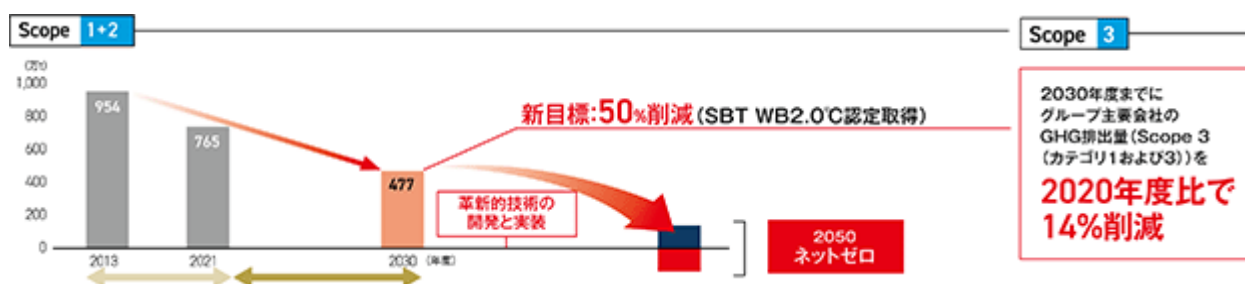 Scope 1+2
Scope 3
(万t)
1,000
800
600
400
200
0
954
765
477
2013
2021
2030 (年度)
新目標:50%削減(SBT WB2.0℃認定取得)
革新的技術の
開発と実装
2050
ネットゼロ
2030年度までに
グループ主要会社の
GHG排出量(Scope 3
(カテゴリ1および3))を
2020年度比で
14%削減